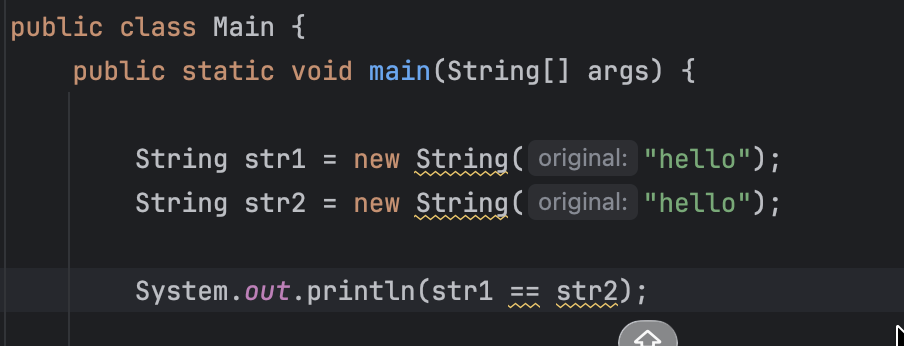 public class Main {
public static void main(String[] args) {
String str1 = new String( original: "hello");
String str2 = new String( original: "hello");
System.out.println(str1 == str2);